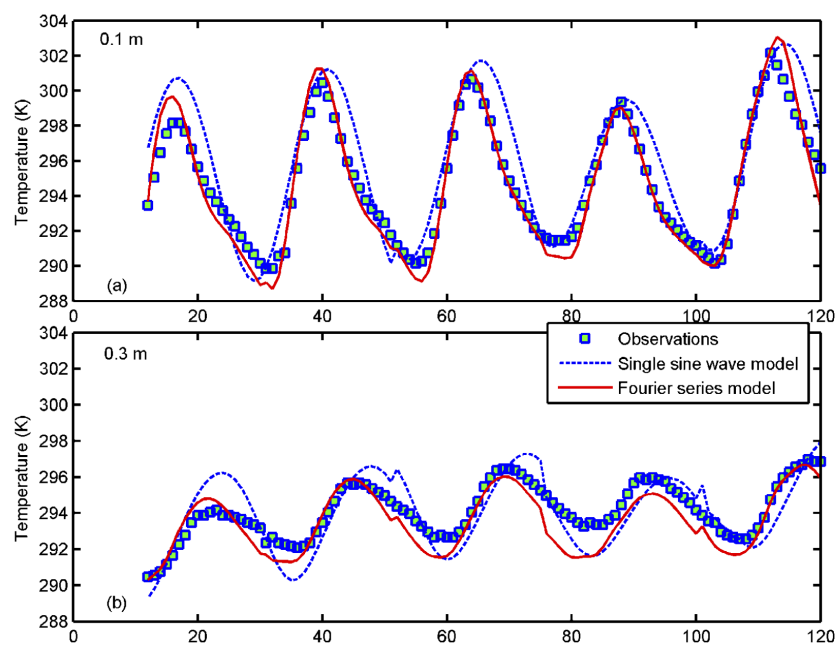 304
302
300
298
296
294
292
290
288
Temperature (K)
0.1 m
(a)
0 20 40 60 80 100 120
304
302
300
298
296
294
292
290
288
Temperature (K)
0.3 m
(b)
Observations
Single sine wave model
Fourier series model
0 20 40 60 80 100 120